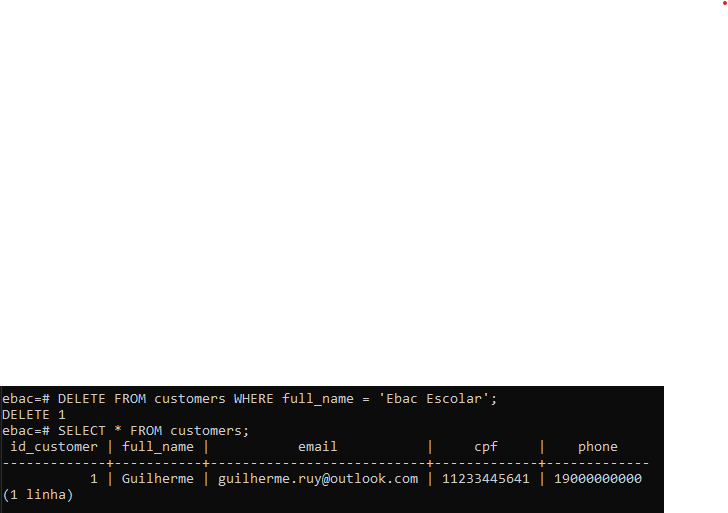 ebac=# DELETE FROM customers WHERE full_name = 'Ebac Escolar';
DELETE 1
ebac=# SELECT * FROM customers;
 id_customer | full_name |           email           |     cpf     |    phone
-------------+-----------+---------------------------+-------------+-------------
           1 | Guilherme | guilherme.ruy@outlook.com | 11233445641 | 19000000000
(1 linha)